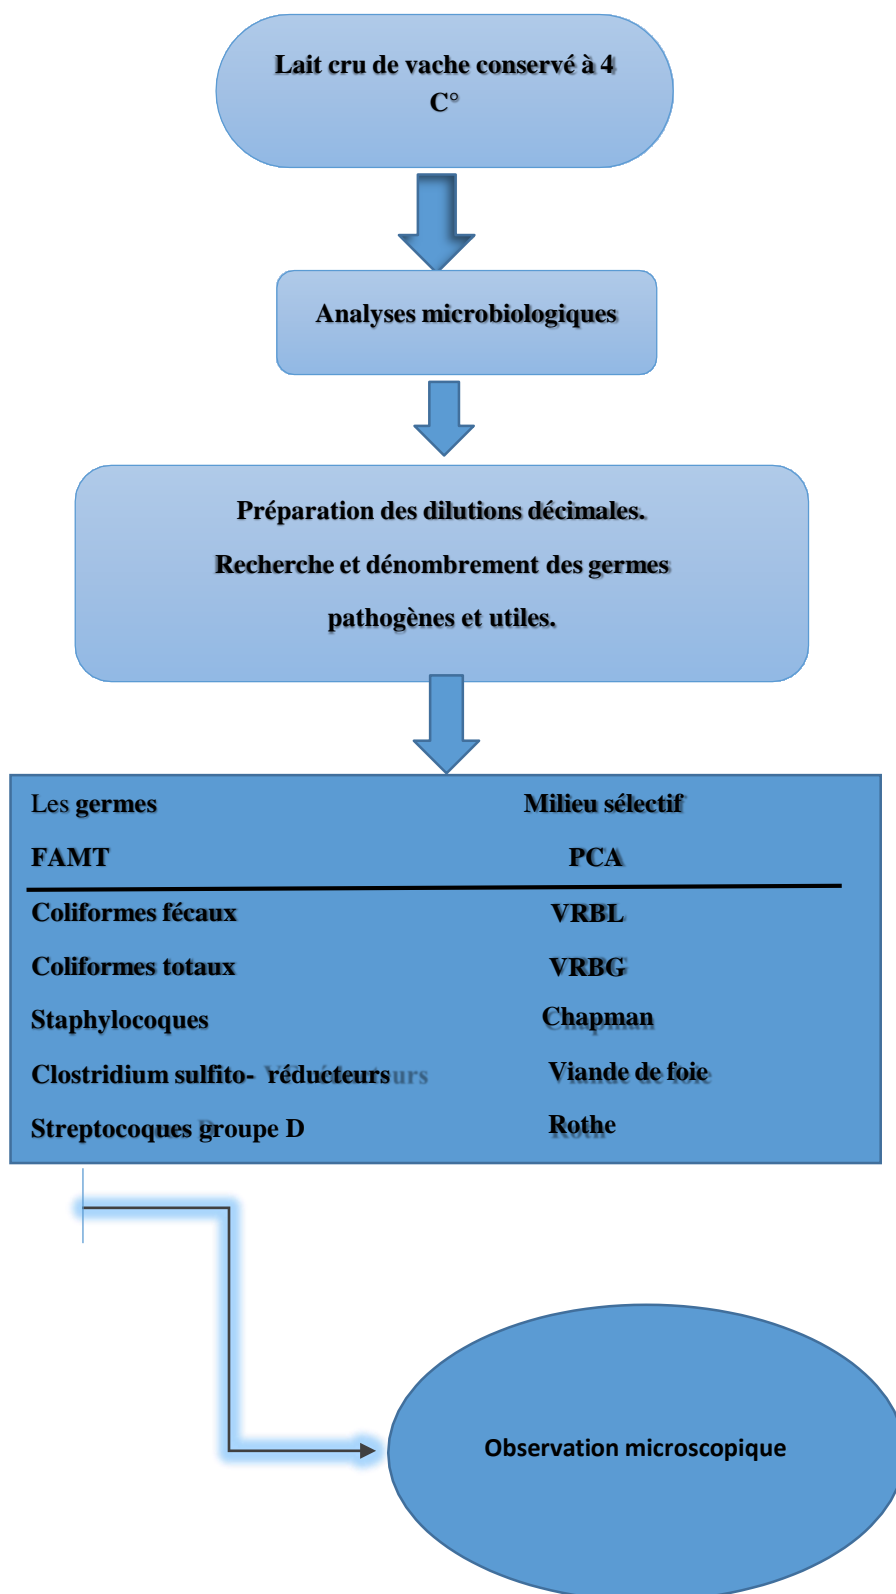 Lait cru de vache conservé à 4
C°
Analyses microbiologiques
Préparation des dilutions décimales.
Recherche et dénombrement des germes
pathogènes et utiles.
Les germes Milieu sélectif
FAMT PCA
Coliformes fécaux VRBL
Coliformes totaux VRBG
Staphylocoques Chapman
Clostridium sulfito- réducteurs Viande de foie
Streptocoques groupe D Rothe
Observation microscopique